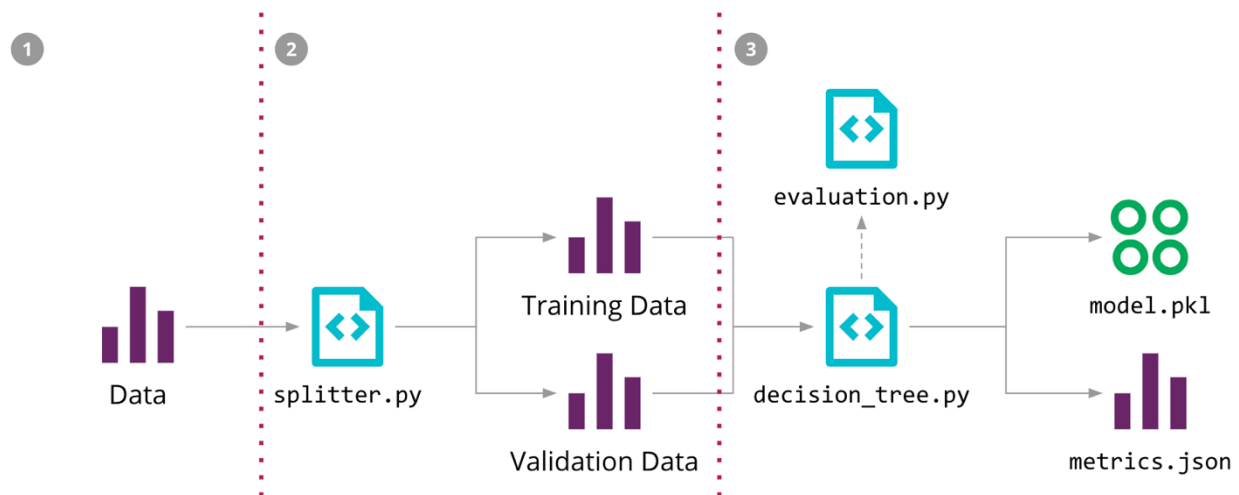 1
2
3
evaluation.py
Training Data
model.pkl
Data
splitter.py
decision_tree.py
Validation Data
metrics.json